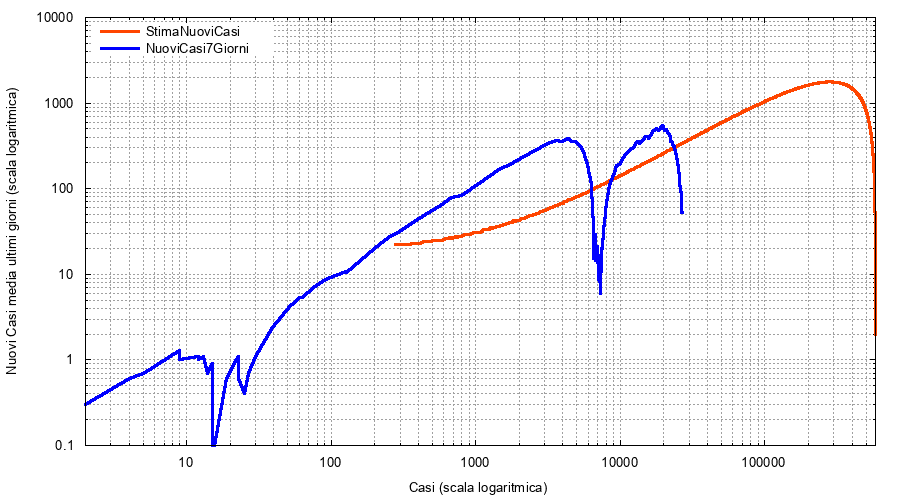 10000
1000
100
10
1
0.1
StimaNuoviCasi
NuoviCasi7Giorni
Nuovi Casi media ultimi giorni (scala logaritmica)
10 100 1000 10000 100000
Casi (scala logaritmica)